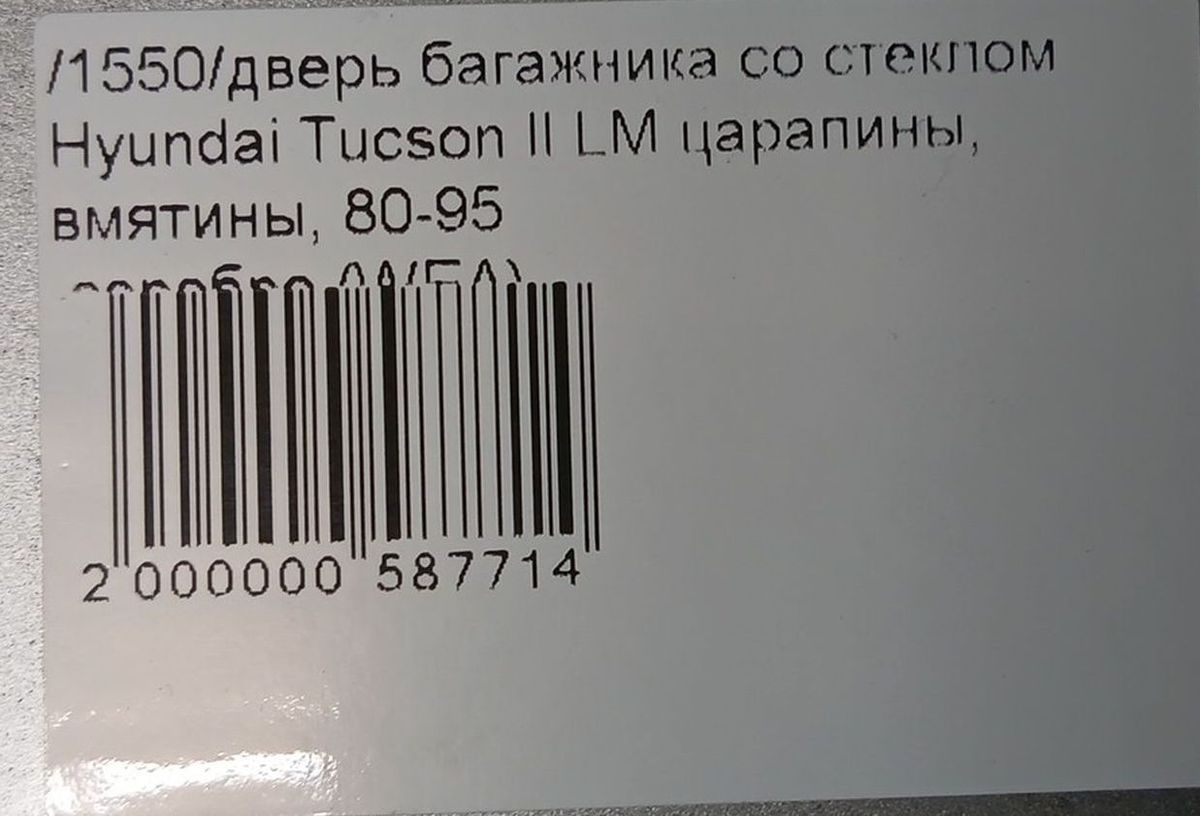 /1550/дверь багажника со стеклом
Hyundai Tucson II LM царапины,
вмятины, 80-95
2 000000 587714